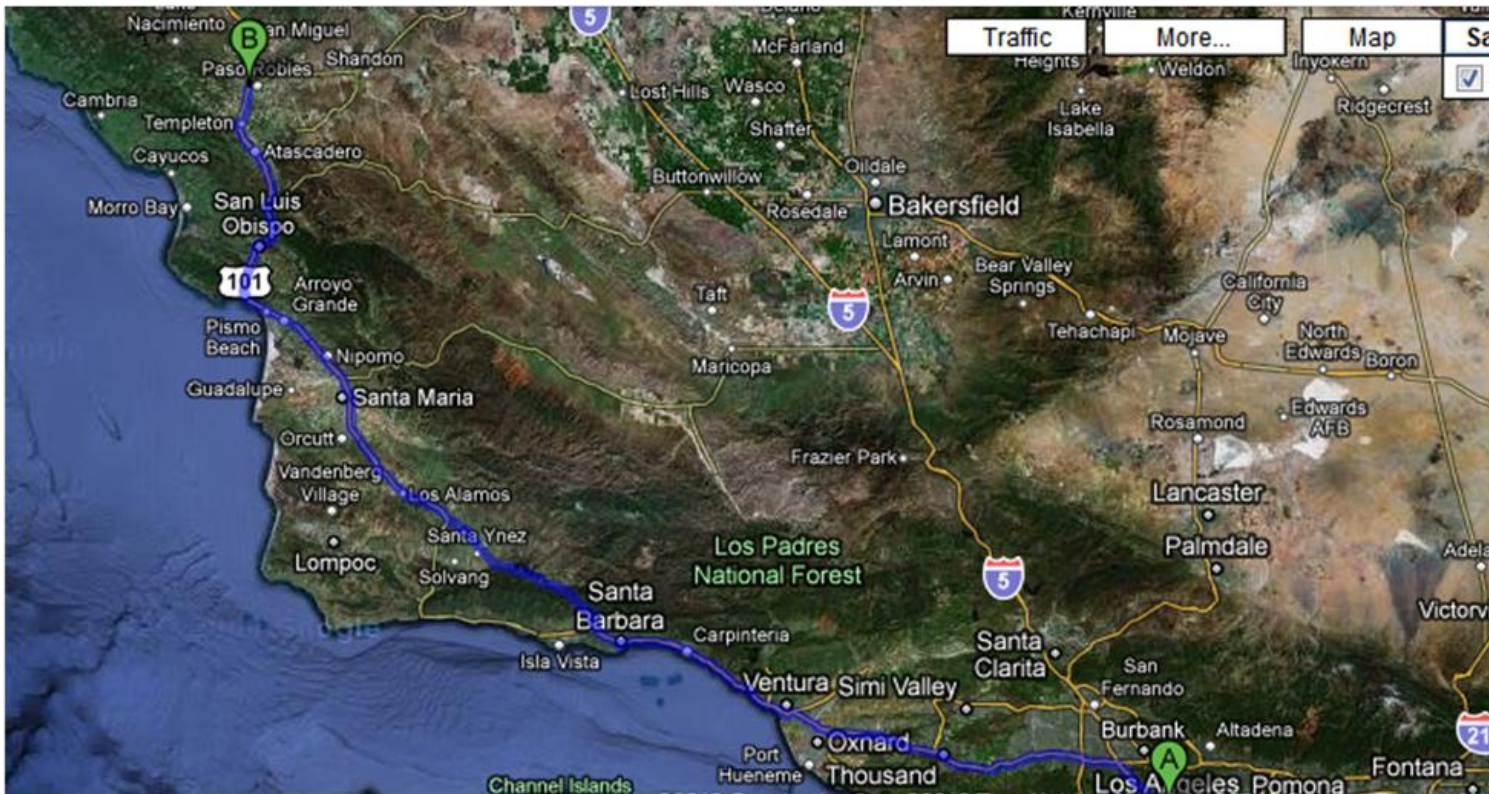 Nacimiento
San Miguel
B
Paso Robles
Shandon
Cambria
Templeton
Atascadero
Cayucos
Morro Bay
San Luis
Obispo
101
Arroyo
Grande
Pismo
Beach
Nipomo
Guadalupe
Santa Maria
Orcutt
Vandenberg
Village
Los Alamos
Lompoc
Santa Ynez
Solvang
Santa
Barbara
Isla Vista
Carpinteria
Ventura
Simi Valley
Oxnard
Port
Hueneme
Thousand
Channel Islands
5
McFarland
Lost Hills
Wasco
Shafter
Buttonwillow
Oildale
Rosedale
Bakersfield
Lamont
Arvin
Bear Valley
Springs
Taft
5
Maricopa
Tehachapi
Frazier Park
Los Padres
National Forest
5
Santa
Clarita
San
Fernando
Burbank
Altadena
A
Los Angeles
Pomona
Fontana
Traffic
More...
Map
Sa
Kernville
Heights
Weldon
Lake
Isabella
Inyokern
Ridgecrest
California
City
Mojave
North
Edwards
Boron
Edwards
AFB
Rosamond
Lancaster
Palmdale
Adela
Victorv
21